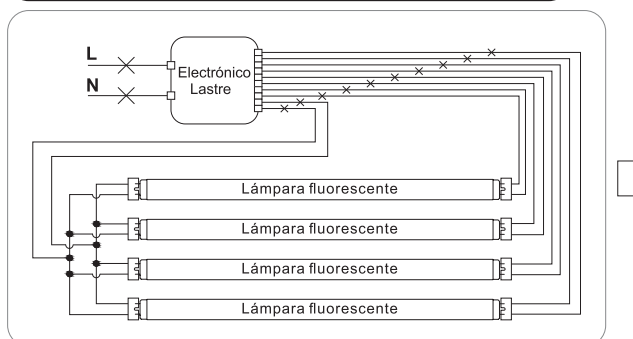 L
N
Electrónico
Lastre
Lámpara fluorescente
Lámpara fluorescente
Lámpara fluorescente
Lámpara fluorescente